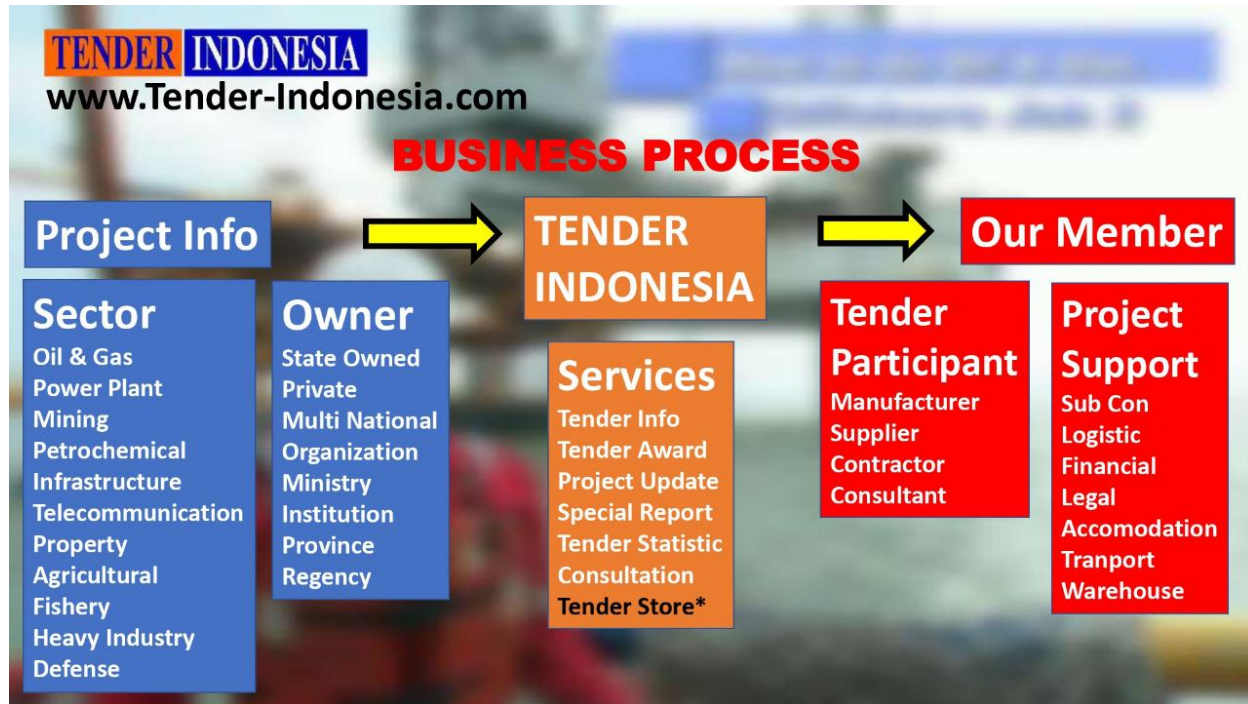 TENDER INDONESIA
www.Tender-Indonesia.com
BUSINESS PROCESS
Project Info
Sector
Oil & Gas
Power Plant
Mining
Petrochemical
Infrastructure
Telecommunication
Property
Agricultural
Fishery
Heavy Industry
Defense
Owner
State Owned
Private
Multi National
Organization
Ministry
Institution
Province
Regency
TENDER
INDONESIA
Services
Tender Info
Tender Award
Project Update
Special Report
Tender Statistic
Consultation
Tender Store*
Our Member
Tender
Participant
Manufacturer
Supplier
Contractor
Consultant
Project
Support
Sub Con
Logistic
Financial
Legal
Accomodation
Tranport
Warehouse